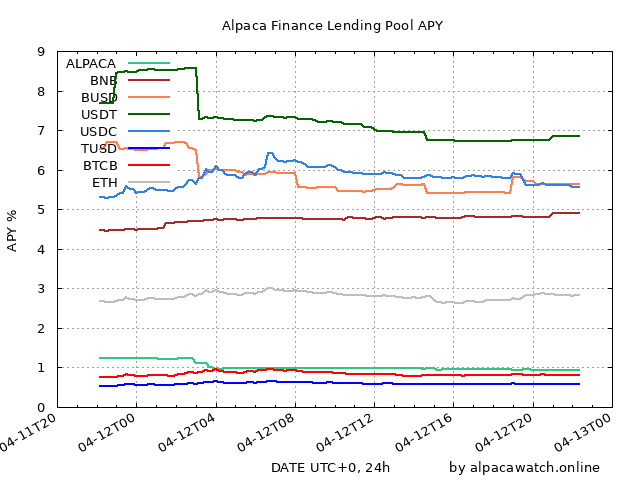 Alpaca Finance Lending Pool APY
9
8
7
6
5
4
3
2
1
0
APY %
ALPACA
BNB
BUSD
USDT
USDC
TUSD
BTCB
ETH
04-11T20
04-12T00
04-12T04
04-12T08
04-12T12
04-12T16
04-12T20
04-13T00
DATE UTC+0, 24h
by alpacawatch.online